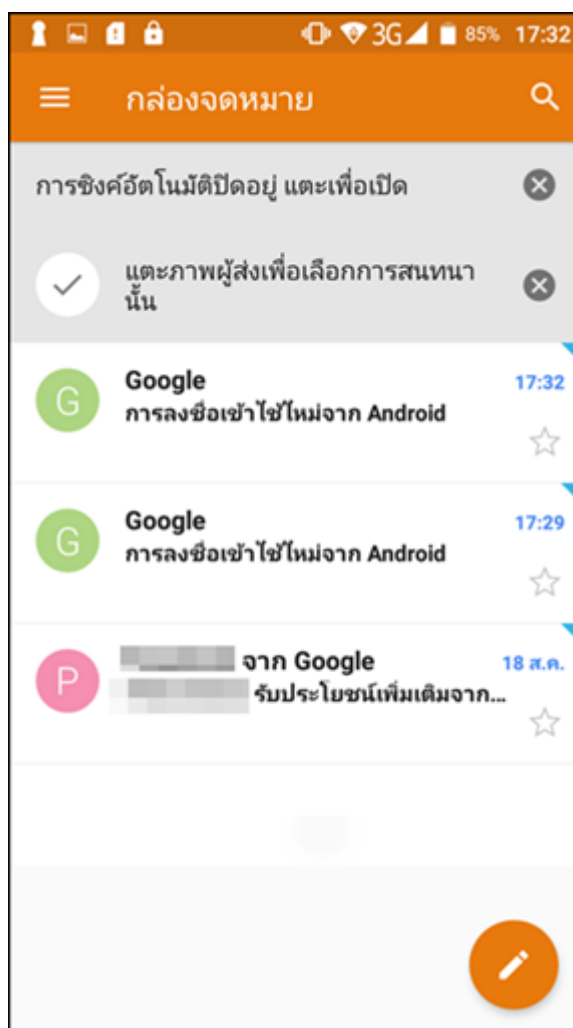 3G 85% 17:32
กล่องจดหมาย
การซิงค์อัตโนมัติปิดอยู่ แตะเพื่อเปิด
แตะภาพผู้ส่งเพื่อเลือกการสนทนา
นั้น
G Google 17:32
การลงชื่อเข้าใช้ใหม่จาก Android
G Google 17:29
การลงชื่อเข้าใช้ใหม่จาก Android
P จาก Google 18 ส.ค.
รับประโยชน์เพิ่มเติมจาก...